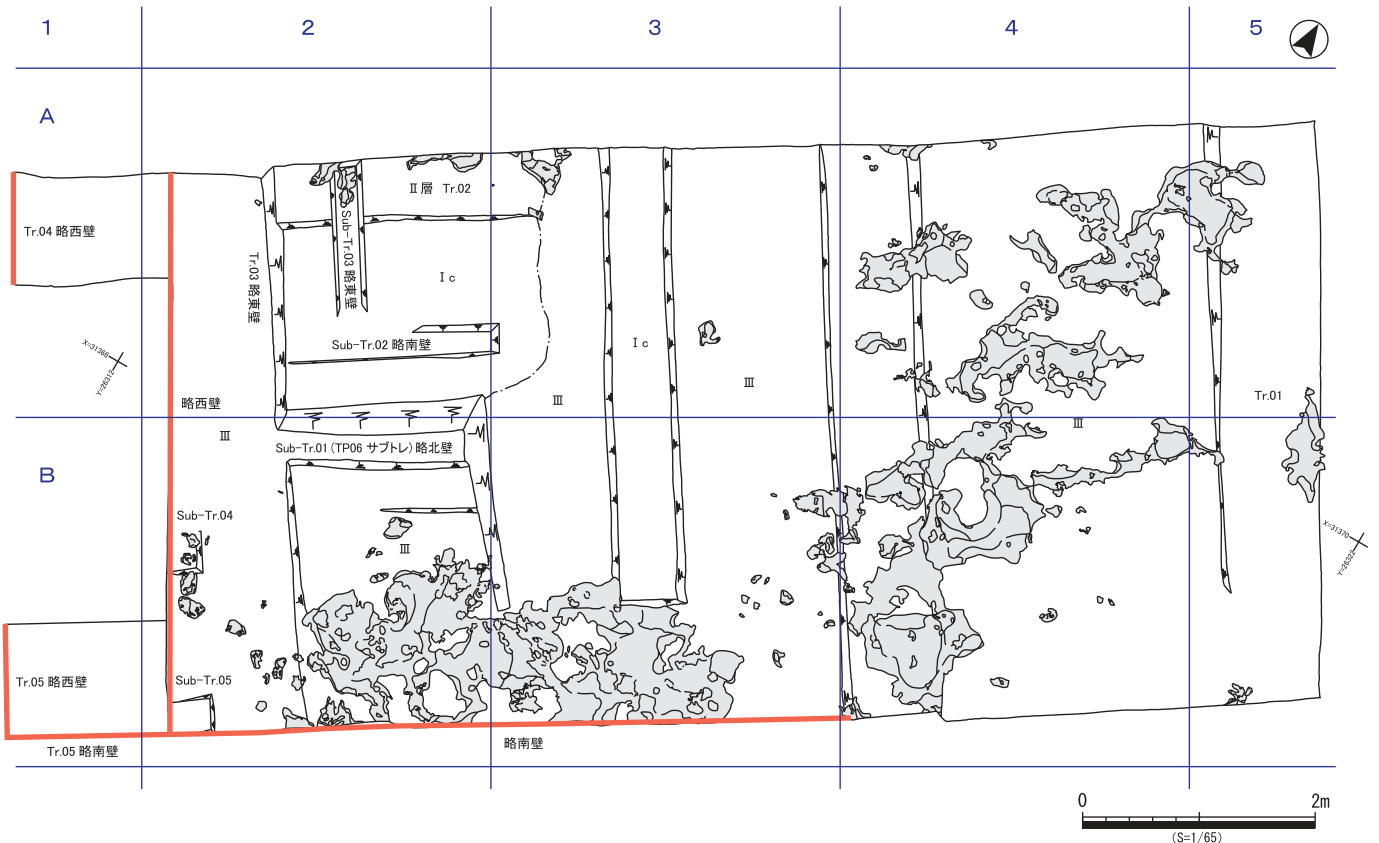 1
2
3
4
5
A
Ⅱ層 Tr.02
Tr.04 略西壁
Sub-Tr.03 略東壁
Tr.03 略東壁
Ⅰc
Sub-Tr.02 略南壁
Ⅰc
X=31366
Y=26312
Ⅲ
Ⅲ
Tr.01
略西壁
Ⅲ
Ⅲ
Sub-Tr.01 (TP06 サブトレ) 略北壁
B
Sub-Tr.04
Ⅲ
X=31370
Y=26322
Tr.05 略西壁
Sub-Tr.05
Tr.05 略南壁
略南壁
0
2m
(S=1/65)